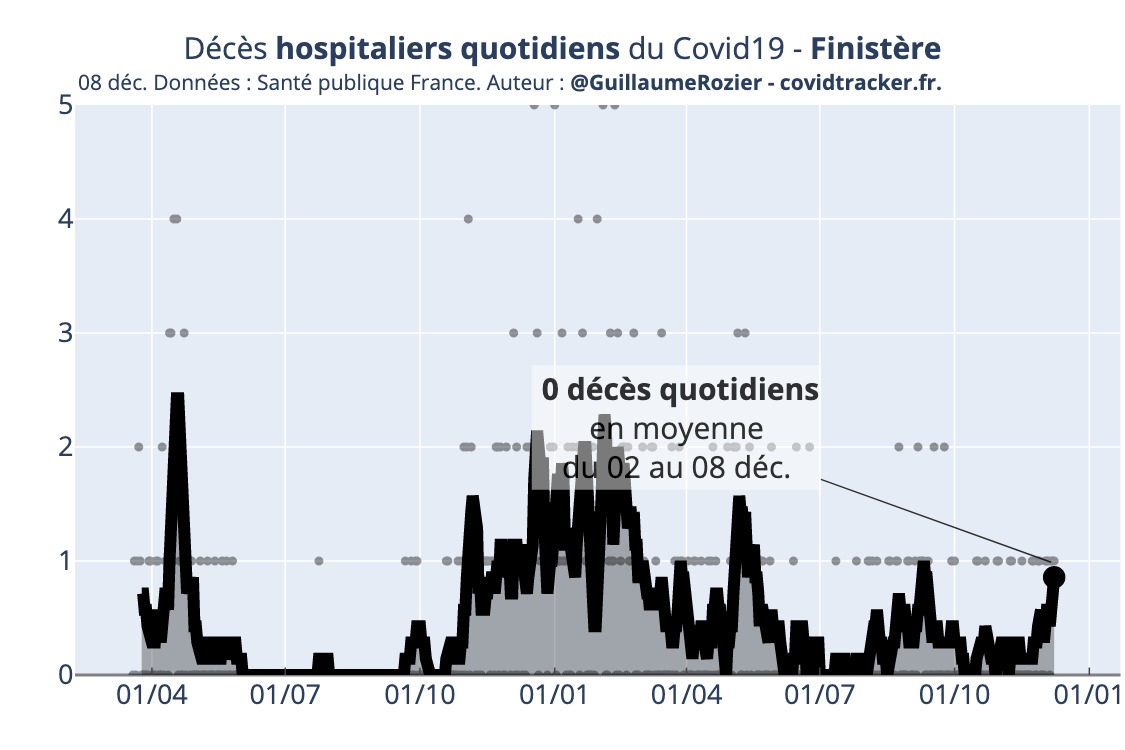 Décès hospitaliers quotidiens du Covid19 - Finistère
08 déc. Données : Santé publique France. Auteur : @GuillaumeRozier - covidtracker.fr.
5
4
3
2
1
0
0 décès quotidiens
en moyenne
du 02 au 08 déc.
01/04 01/07 01/10 01/01 01/04 01/07 01/10 01/01